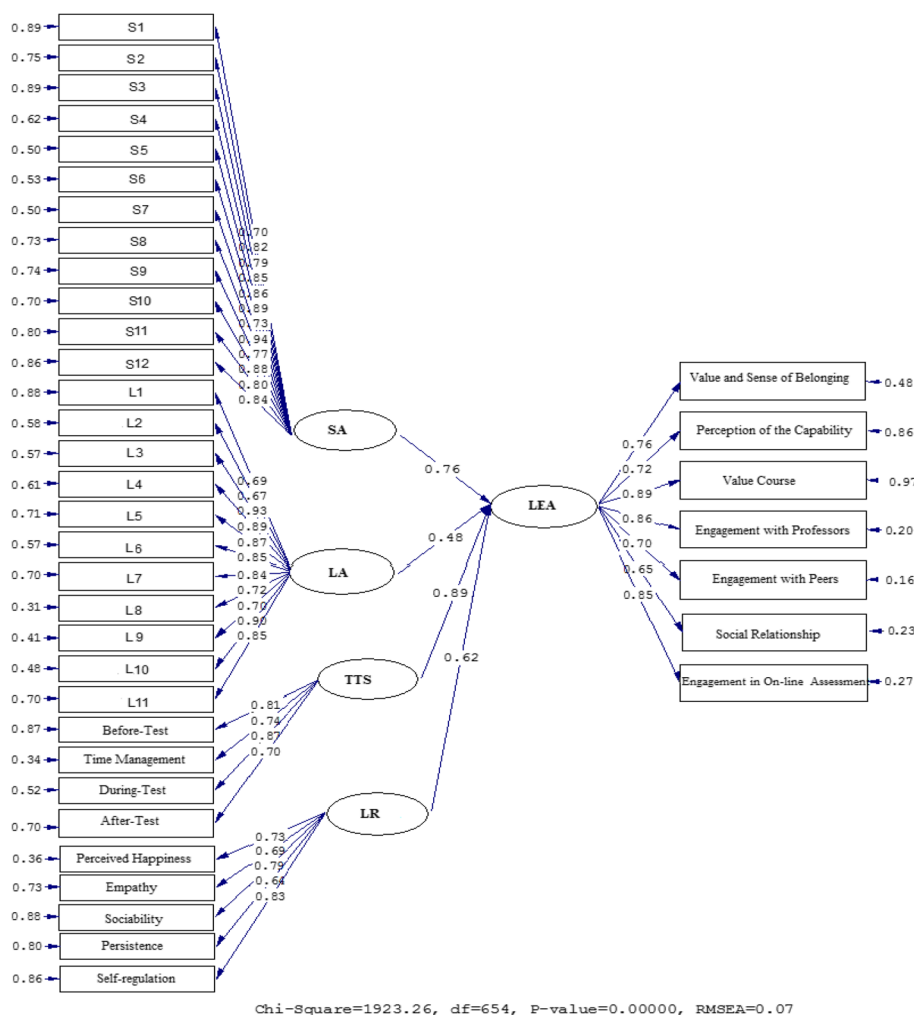 0.89 S1
0.75 S2
0.89 S3
0.62 S4
0.50 S5
0.53 S6
0.50 S7
0.73 S8
0.74 S9
0.70 S10
0.80 S11
0.86 S12
0.88 L1
0.58 L2
0.57 L3
0.61 L4
0.71 L5
0.57 L6
0.70 L7
0.31 L8
0.41 L9
0.48 L10
0.70 L11
0.87 Before-Test
0.34 Time Management
0.52 During-Test
0.70 After-Test
0.36 Perceived Happiness
0.73 Empathy
0.88 Sociability
0.80 Persistence
0.86 Self-regulation
0.70
0.82
0.79
0.85
0.86
0.89
0.73
0.94
0.77
0.88
0.80
0.84
0.69
0.67
0.93
0.89
0.87
0.85
0.84
0.72
0.70
0.90
0.85
0.81
0.74
0.87
0.70
0.73
0.69
0.79
0.64
0.83
SA
LA
TTS
LR
0.76
0.48
0.89
0.62
LEA
0.76
0.72
0.89
0.86
0.70
0.65
0.85
Value and Sense of Belonging 0.48
Perception of the Capability 0.86
Value Course 0.97
Engagement with Professors 0.20
Engagement with Peers 0.16
Social Relationship 0.23
Engagement in On-line Assessmen 0.27
Chi-Square=1923.26, df=654, P-value=0.00000, RMSEA=0.07